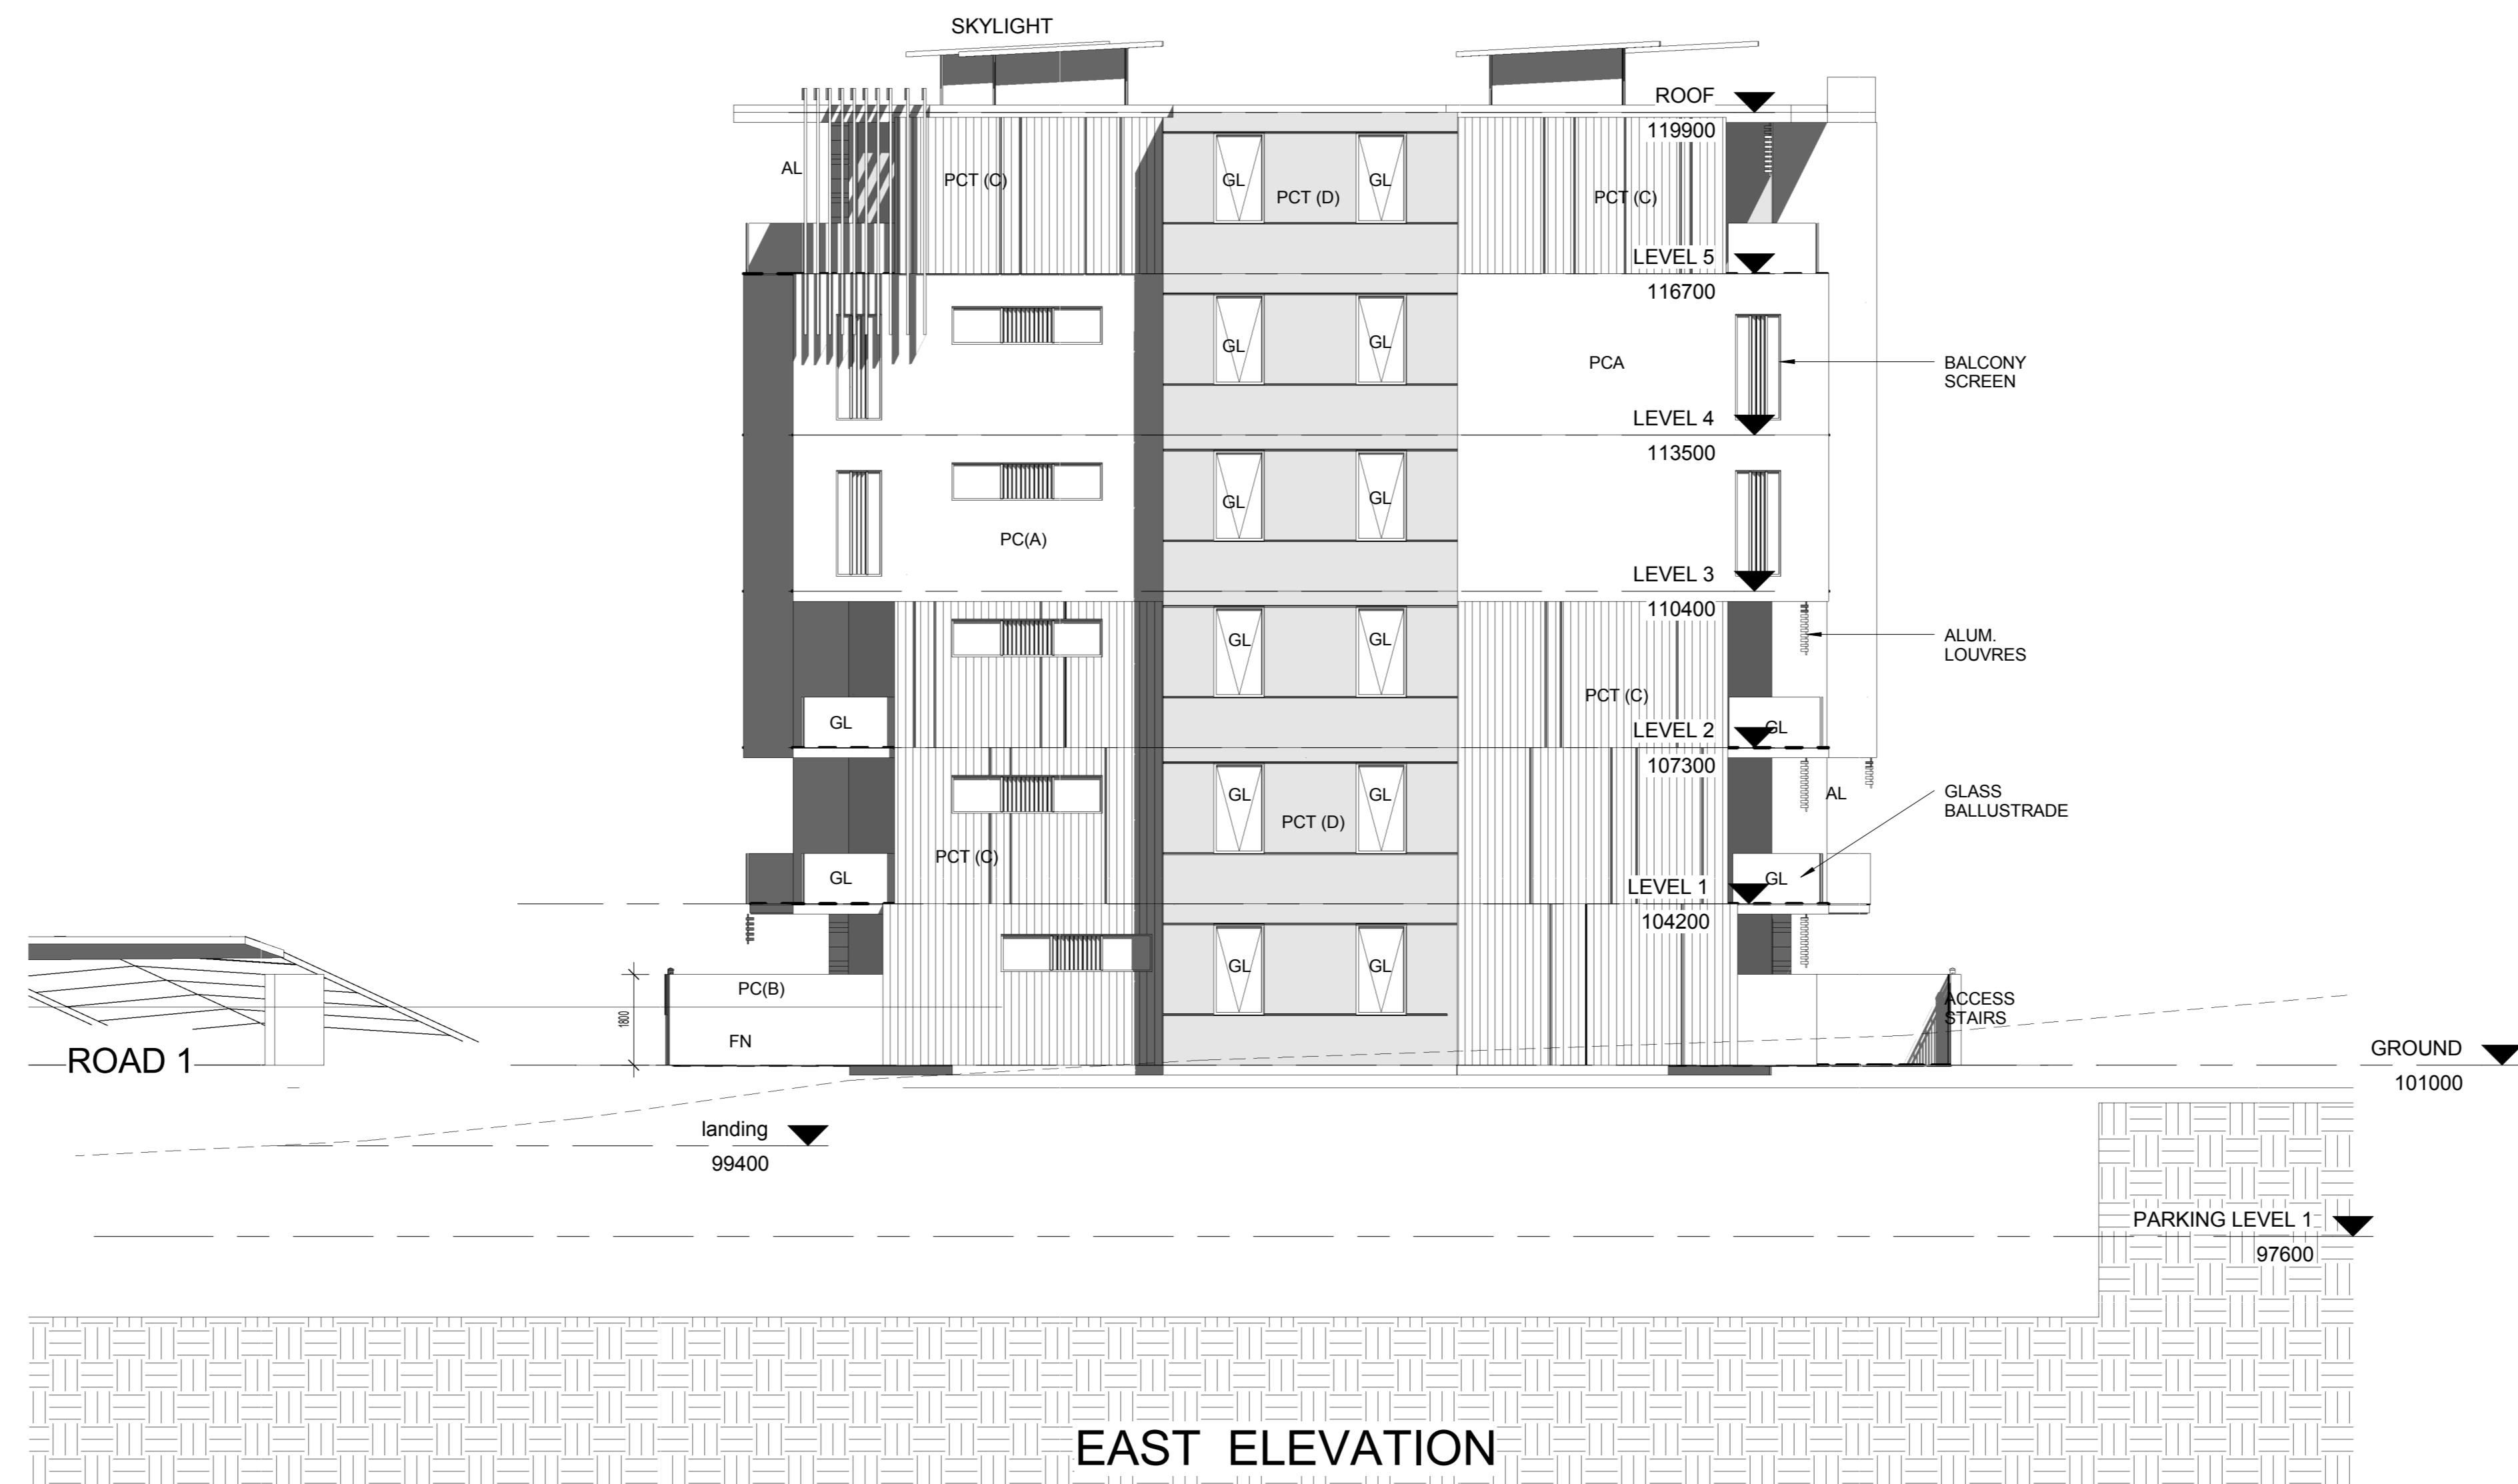 SKYLIGHT
ROOF
119900
AL
PCT (C)
GL
PCT (D)
GL
PCT (C)
LEVEL 5
116700
GL
GL
PCA
BALCONY
SCREEN
LEVEL 4
113500
GL
GL
PC(A)
LEVEL 3
110400
GL
GL
ALUM.
LOUVRES
PCT (C)
GL
LEVEL 2
GL
107300
GL
GL
AL
GLASS
BALLUSTRADE
PCT (D)
PCT (C)
GL
GL
LEVEL 1
104200
GL
GL
PC(B)
ACCESS
STAIRS
1800
FN
ROAD 1
GROUND
101000
landing
99400
PARKING LEVEL 1
97600
EAST ELEVATION